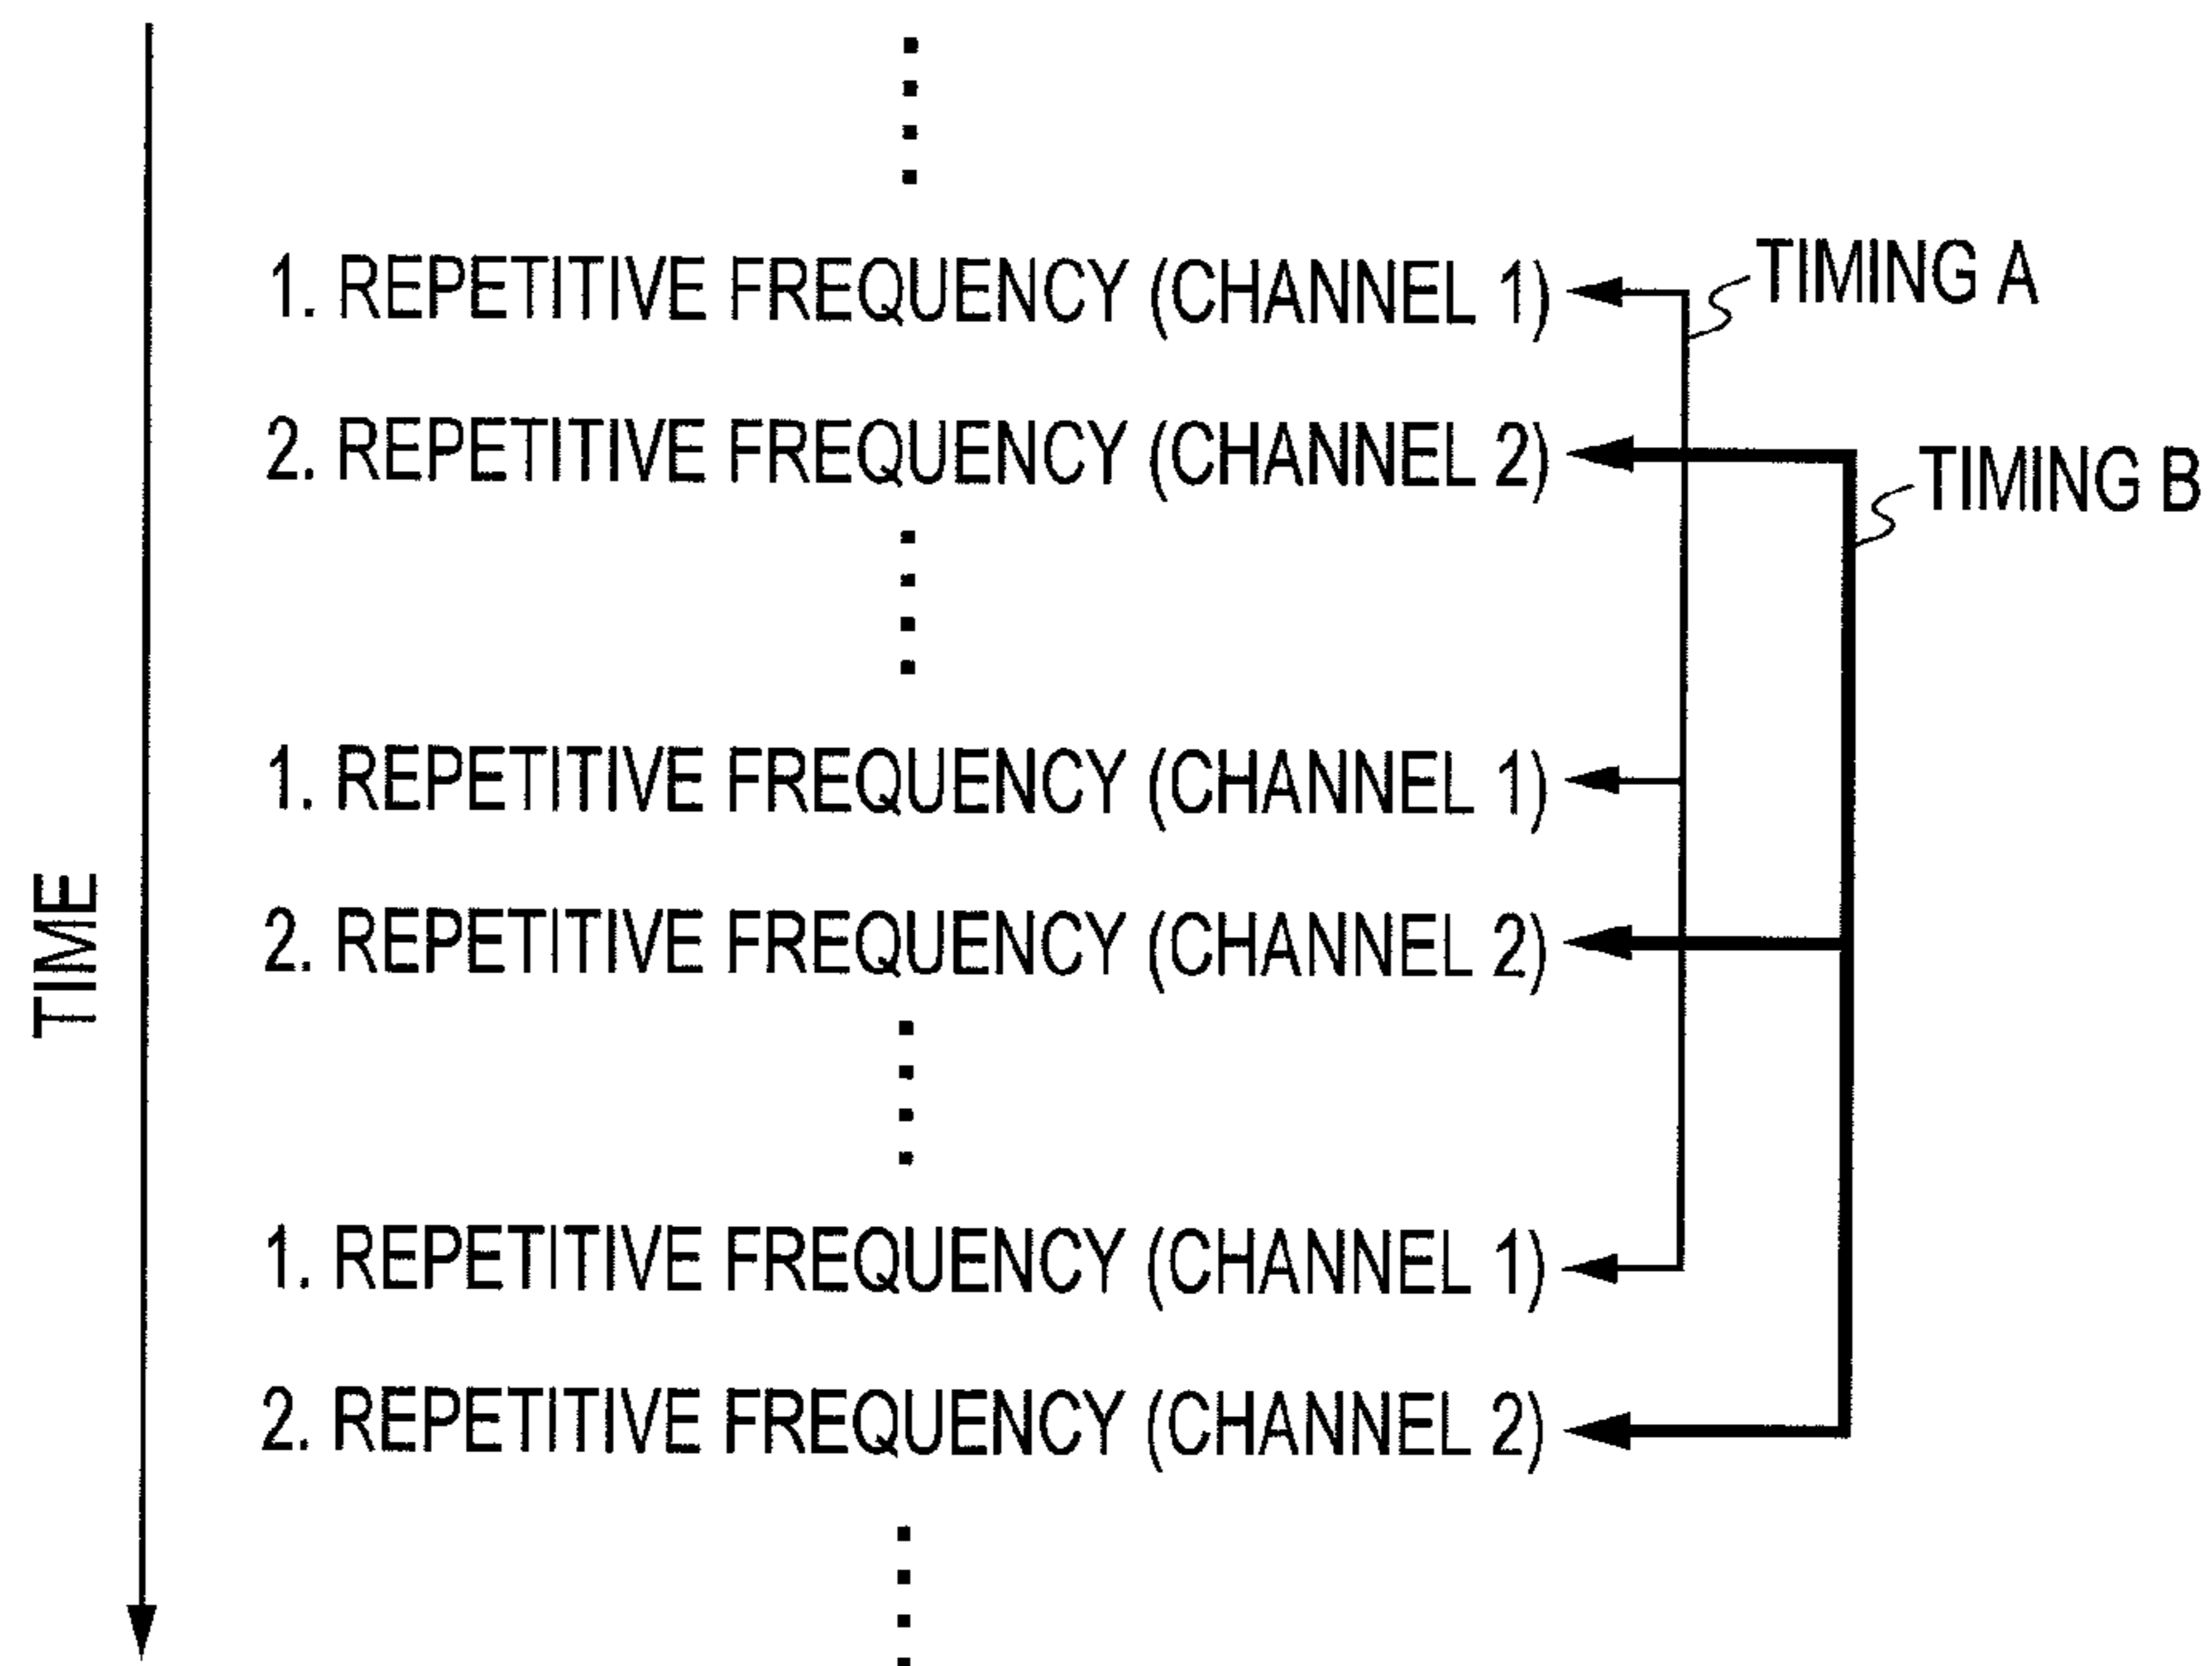 TIMING A
1. REPETITIVE FREQUENCY (CHANNEL 1)
2. REPETITIVE FREQUENCY (CHANNEL 2)
TIMING B
1. REPETITIVE FREQUENCY (CHANNEL 1)
TIME
2. REPETITIVE FREQUENCY (CHANNEL 2)
1. REPETITIVE FREQUENCY (CHANNEL 1)
2. REPETITIVE FREQUENCY (CHANNEL 2)